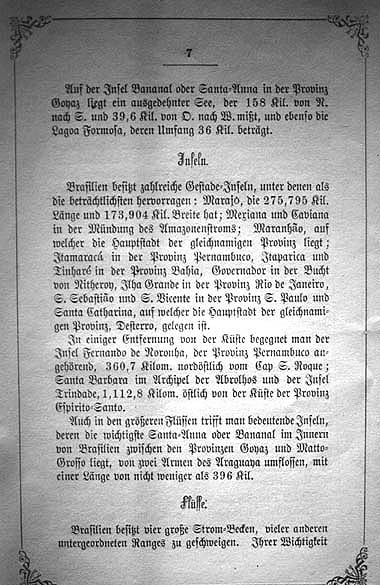 7
Auf der Insel Bananal oder Santa-Anna in der Provinz
Goyaz liegt ein ausgedehnter See, der 158 Kil. von N.
nach S. und 39,6 Kil. von O. nach W. mißt, und ebenso die
Lagoa Formosa, deren Umfang 36 Kil. beträgt.
Inseln.
Brasilien besitzt zahlreiche Gestade-Inseln, unter denen als
die beträchtlichsten hervorragen: Marajó, die 275,795 Kil.
Länge und 173,904 Kil. Breite hat; Mexiana und Caviana
in der Mündung des Amazonenstroms; Maranhão, auf
welcher die Hauptstadt der gleichnamigen Provinz liegt;
Itamaracá in der Provinz Pernambuco, Itaparica und
Tinharé in der Provinz Bahia, Governador in der Bucht
von Nitheroy, Ilha Grande in der Provinz Rio de Janeiro,
S. Sebastião und S. Vicente in der Provinz S. Paulo und
Santa Catharina, auf welcher die Hauptstadt der gleichnami-
gen Provinz, Desterro, gelegen ist.
In einiger Entfernung von der Küste begegnet man der
Insel Fernando de Noronha, der Provinz Pernambuco an-
gehörend, 360,7 Kilom. nordöstlich vom Cap S. Roque;
Santa Barbara im Archipel der Abrolhos und der Insel
Trindade, 1,112,8 Kilom. östlich von der Küste der Provinz
Espirito-Santo.
Auch in den größeren Flüssen trifft man bedeutende Inseln,
deren die wichtigste Santa-Anna oder Bananal im Innern
von Brasilien zwischen den Provinzen Goyaz und Matto-
Grosso liegt, von zwei Armen des Araguaya umflossen, mit
einer Länge von nicht weniger als 396 Kil.
Flüsse.
Brasilien besitzt vier große Strom-Becken, vieler anderen
untergeordneten Ranges zu geschweigen. Ihrer Wichtigkeit